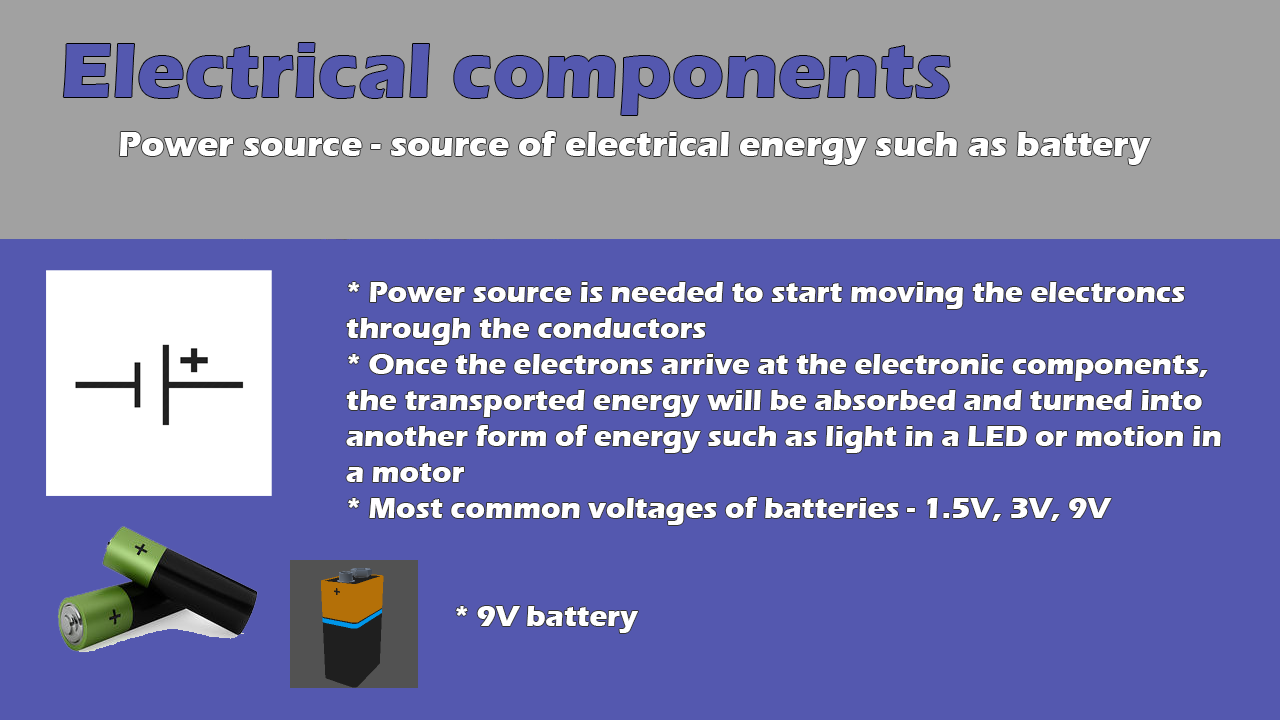 Electrical components
Power source - source of electrical energy such as battery
* Power source is needed to start moving the electroncs
through the conductors
* Once the electrons arrive at the electronic components,
the transported energy will be absorbed and turned into
another form of energy such as light in a LED or motion in
a motor
* Most common voltages of batteries - 1.5V, 3V, 9V
+
+
+
+
* 9V battery